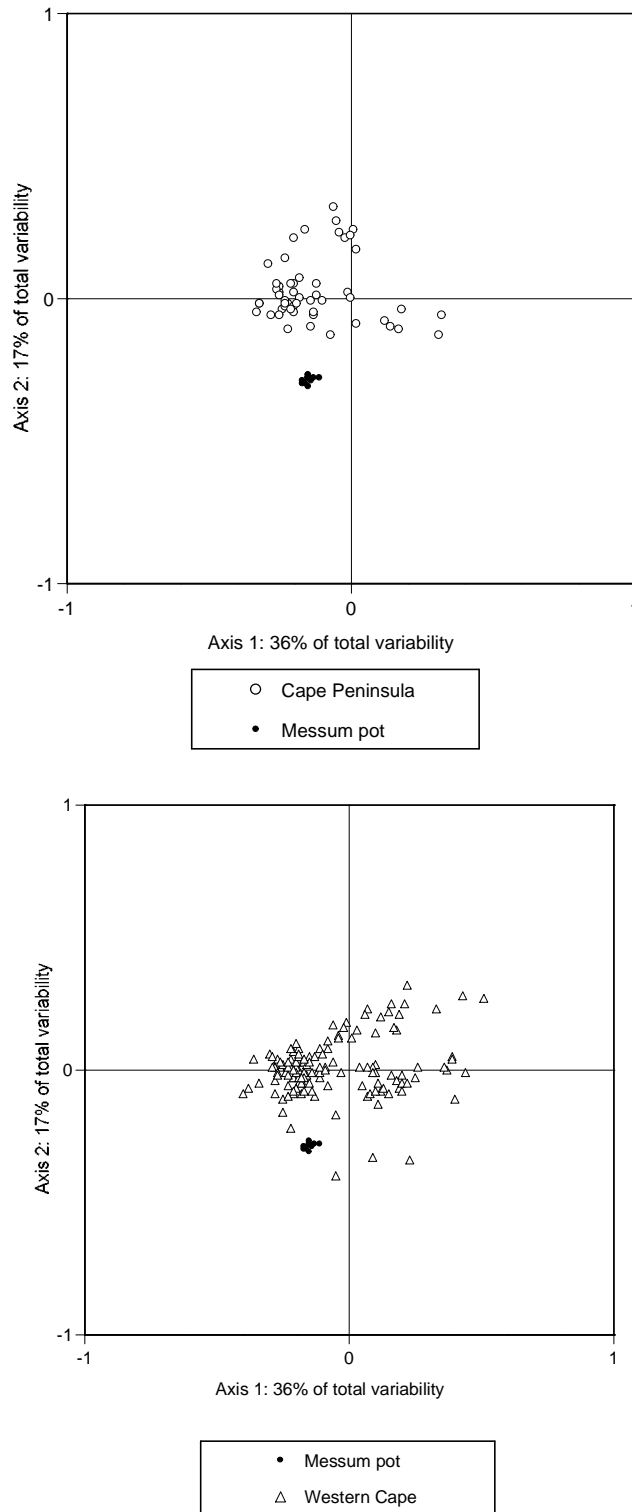 1
0
-1
Axis 2: 17% of total variability
-1
0
1
Axis 1: 36% of total variability
Cape Peninsula
Messum pot
1
0
-1
Axis 2: 17% of total variability
-1
0
1
Axis 1: 36% of total variability
Messum pot
Western Cape